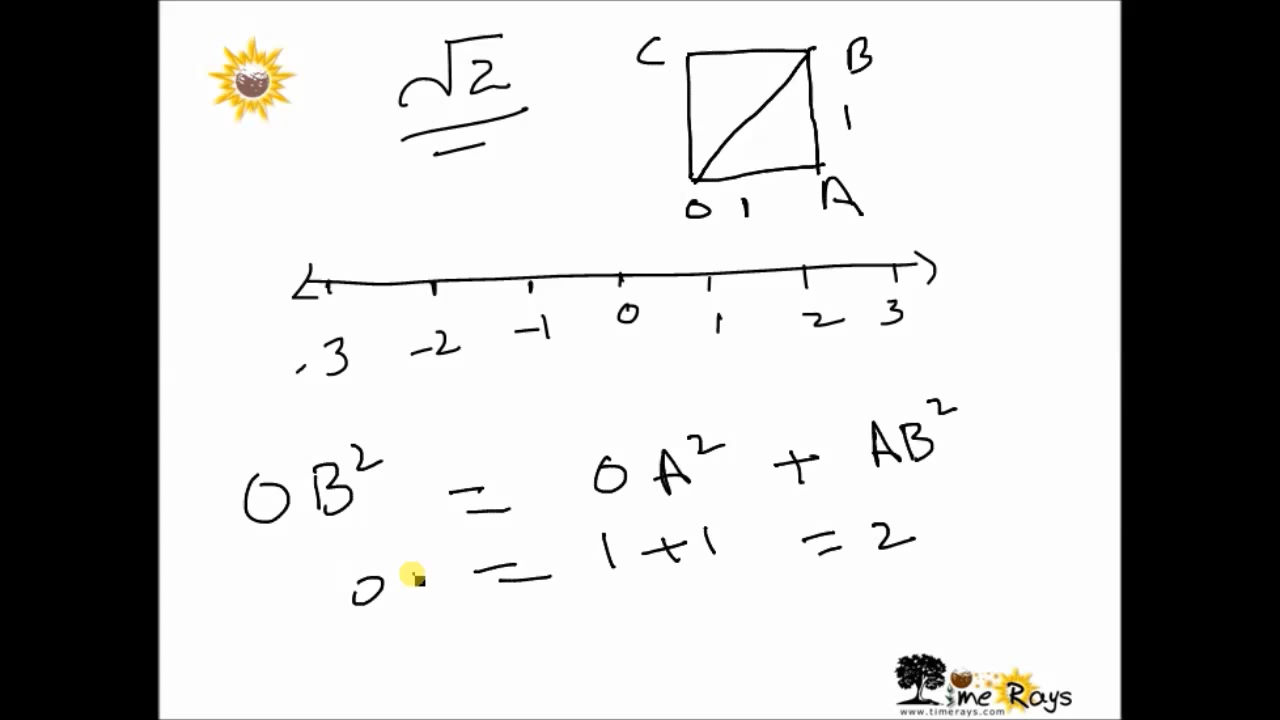 √2
C B
1
O 1 A
-3 -2 -1 0 1 2 3
OB² = OA² + AB²
O = 1 + 1 = 2
Time Rays
www.timerays.com